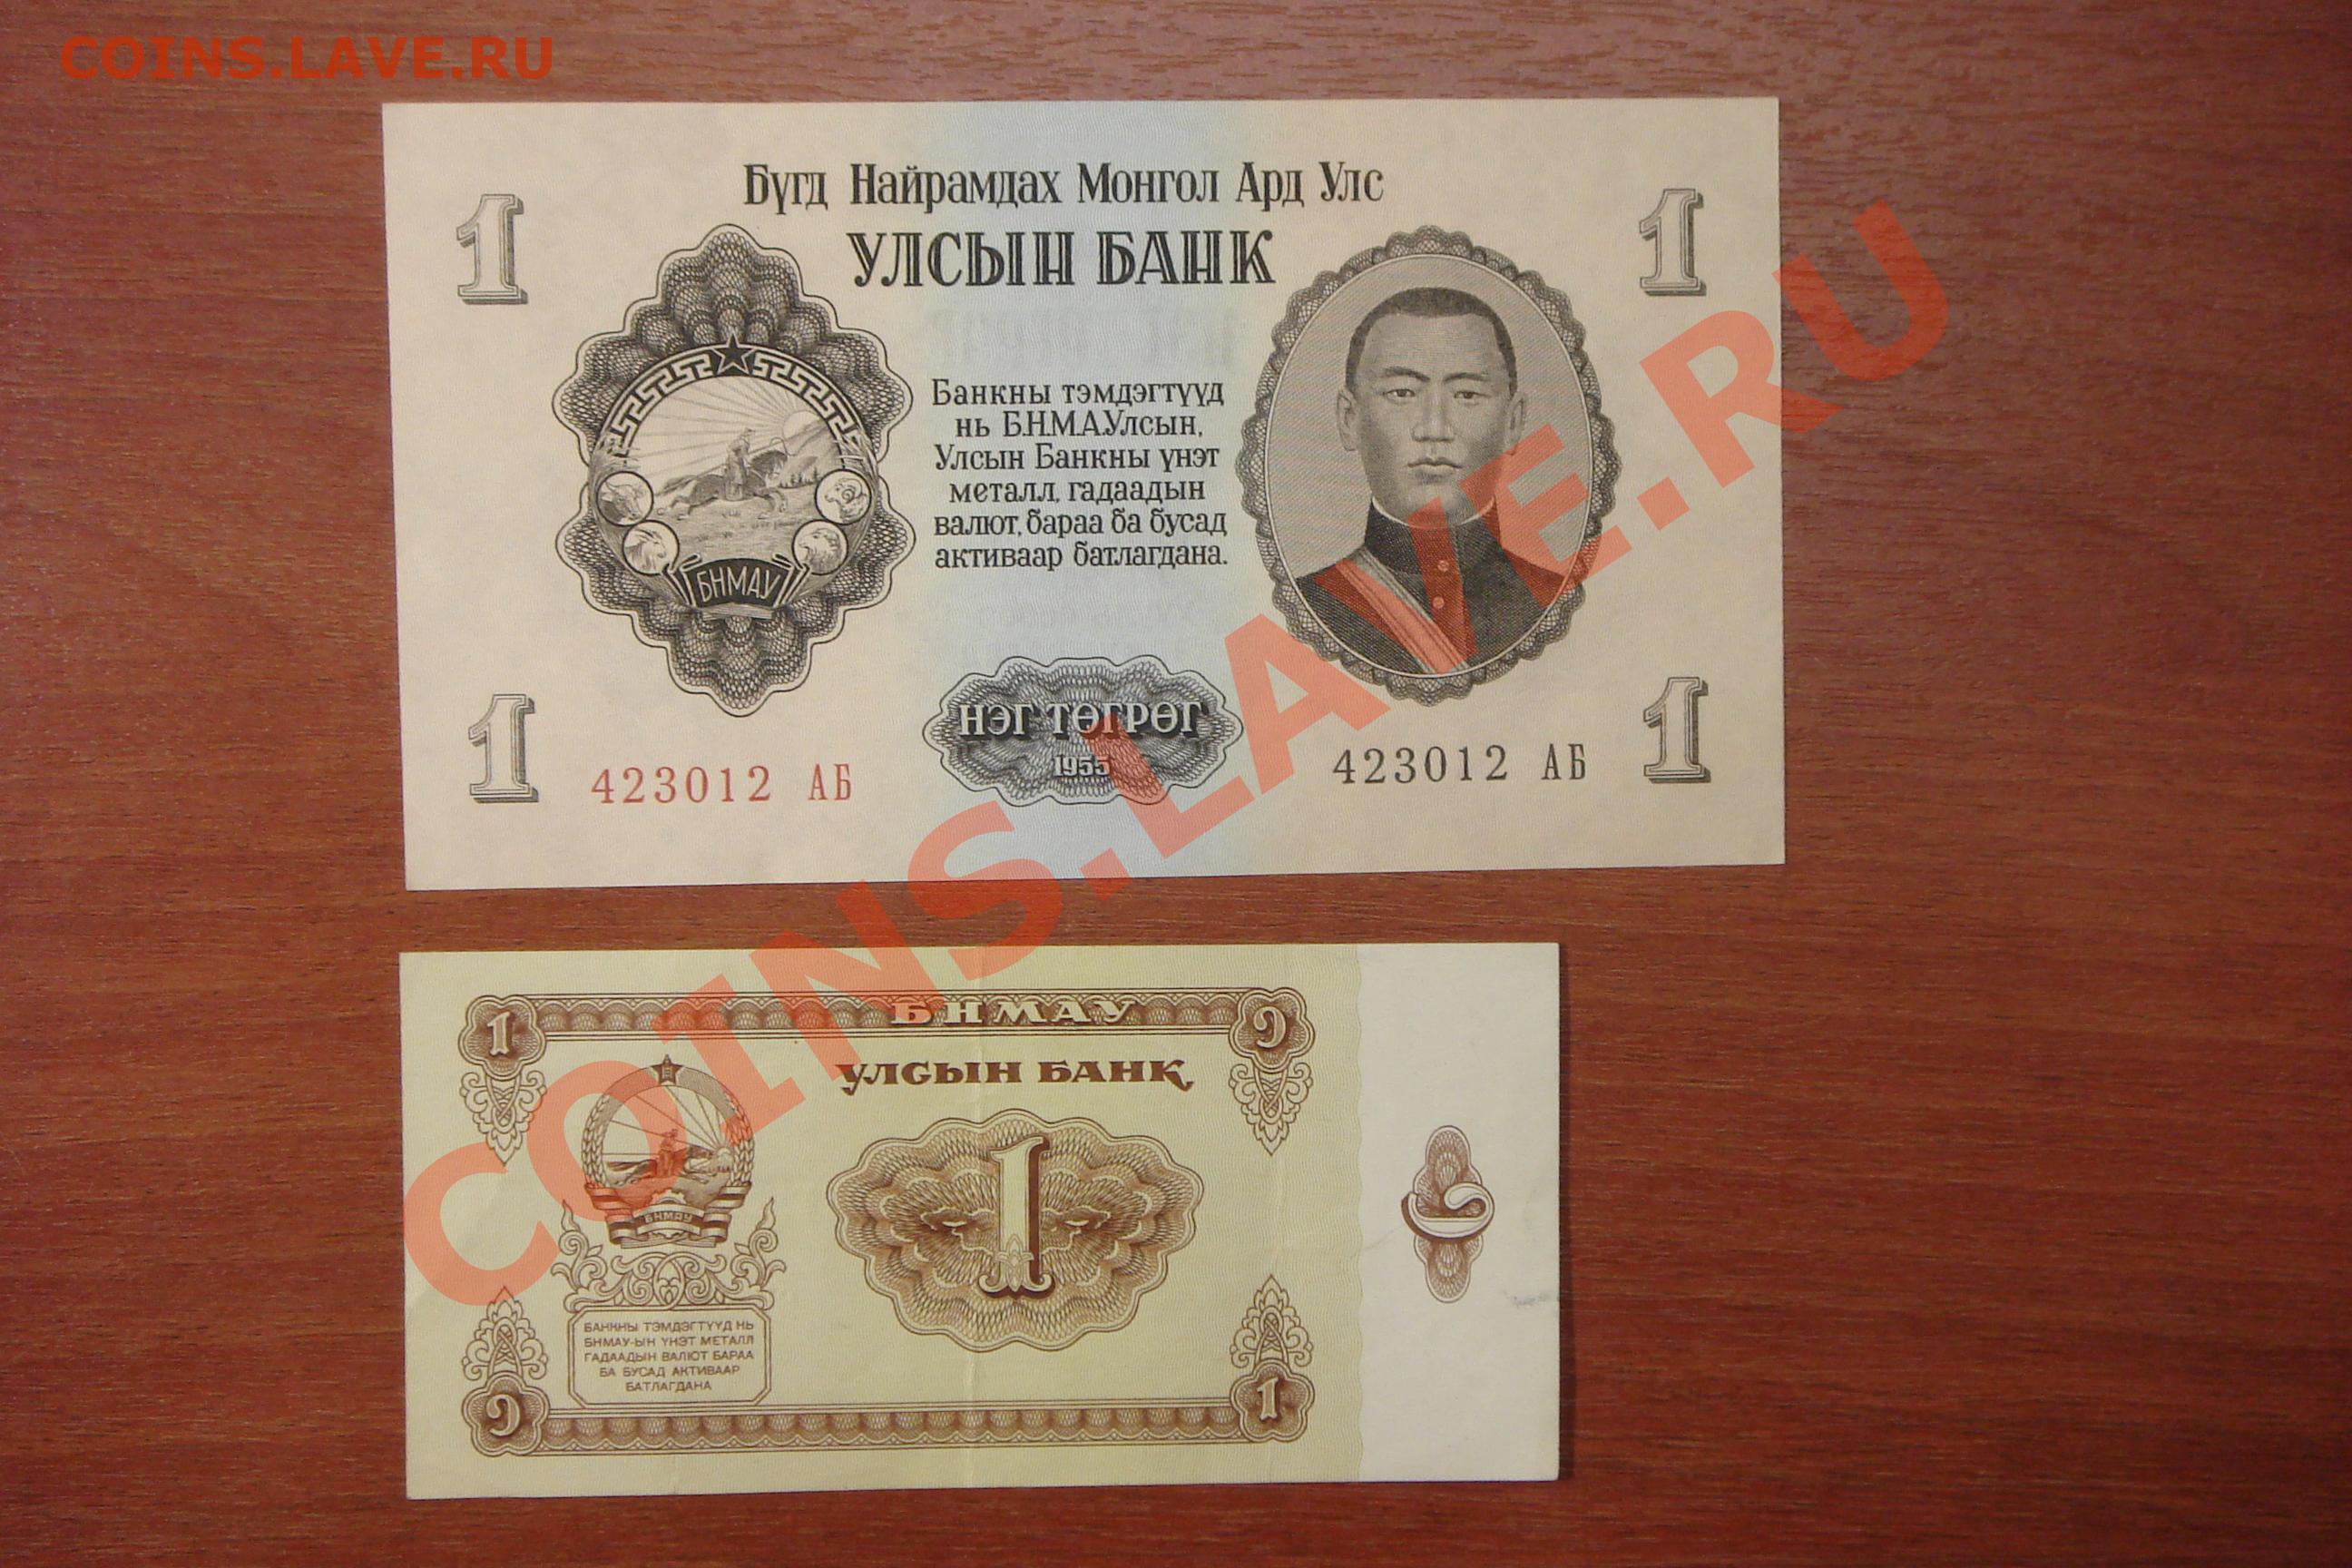 COINS.LAVE.RU
Бүгд Найрамдах Монгол Ард Улс
УЛСЫН БАНК
1
1
Банкны тэмдэгтүүд
нь Б.Н.М.А.Улсын,
Улсын Банкны үнэт
металл, гадаадын
валют, бараа ба бусад
активаар батлагдана.
БНМАУ
НЭГ ТӨГРӨГ
1955
1
423012 АБ
423012 АБ
1
COINS.LAVE.RU
БНМАУ
1
᠑
УЛСЫН БАНК
1
᠑
БНМАУ
БАНКНЫ ТЭМДЭГТҮҮД НЬ
БНМАУ-ЫН ҮНЭТ МЕТАЛЛ
ГАДААДЫН ВАЛЮТ БАРАА
БА БУСАД АКТИВААР
БАТЛАГДАНА
᠑
1